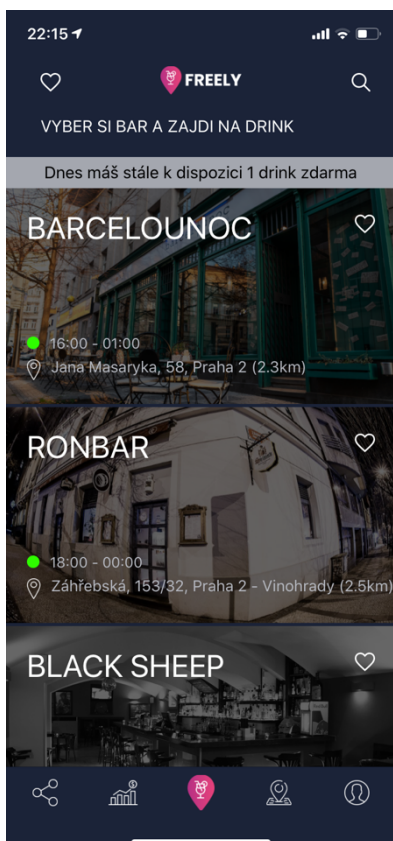 22:15
FREELY
VYBER SI BAR A ZAJDI NA DRINK
Dnes máš stále k dispozici 1 drink zdarma
BARCELOUNOC
16:00 - 01:00
Jana Masaryka, 58, Praha 2 (2.3km)
RONBAR
18:00 - 00:00
Záhřebská, 153/32, Praha 2 - Vinohrady (2.5km)
BLACK SHEEP